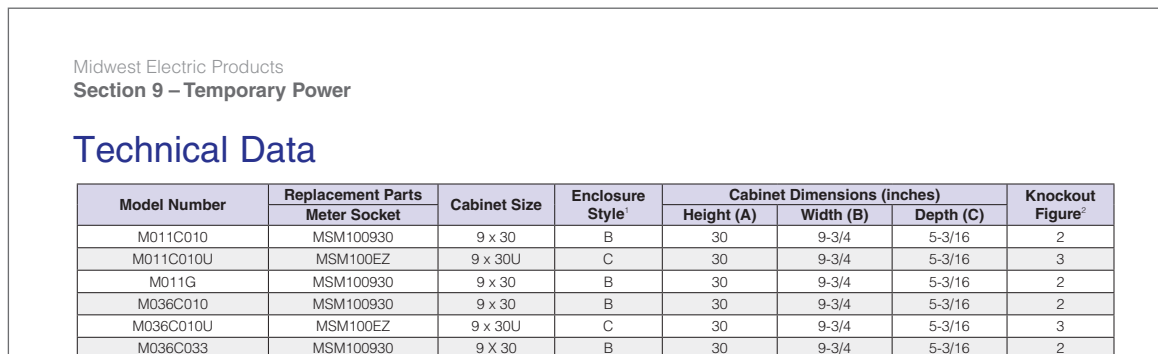 Midwest Electric Products
Section 9 – Temporary Power
Technical Data
Model Number Replacement Parts Cabinet Size Enclosure Style¹ Cabinet Dimensions (inches) Knockout Figure²
Meter Socket Height (A) Width (B) Depth (C)
M011C010 MSM100930 9 x 30 B 30 9-3/4 5-3/16 2
M011C010U MSM100EZ 9 x 30U C 30 9-3/4 5-3/16 3
M011G MSM100930 9 x 30 B 30 9-3/4 5-3/16 2
M036C010 MSM100930 9 x 30 B 30 9-3/4 5-3/16 2
M036C010U MSM100EZ 9 x 30U C 30 9-3/4 5-3/16 3
M036C033 MSM100930 9 X 30 B 30 9-3/4 5-3/16 2